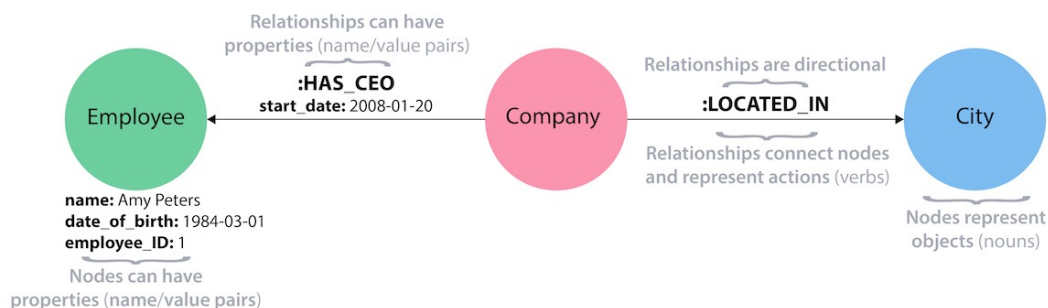 Relationships can have
properties (name/value pairs)
:HAS_CEO
start_date: 2008-01-20
Relationships are directional
:LOCATED_IN
Relationships connect nodes
and represent actions (verbs)
Employee
Company
City
name: Amy Peters
date_of_birth: 1984-03-01
employee_ID: 1
Nodes can have
properties (name/value pairs)
Nodes represent
objects (nouns)